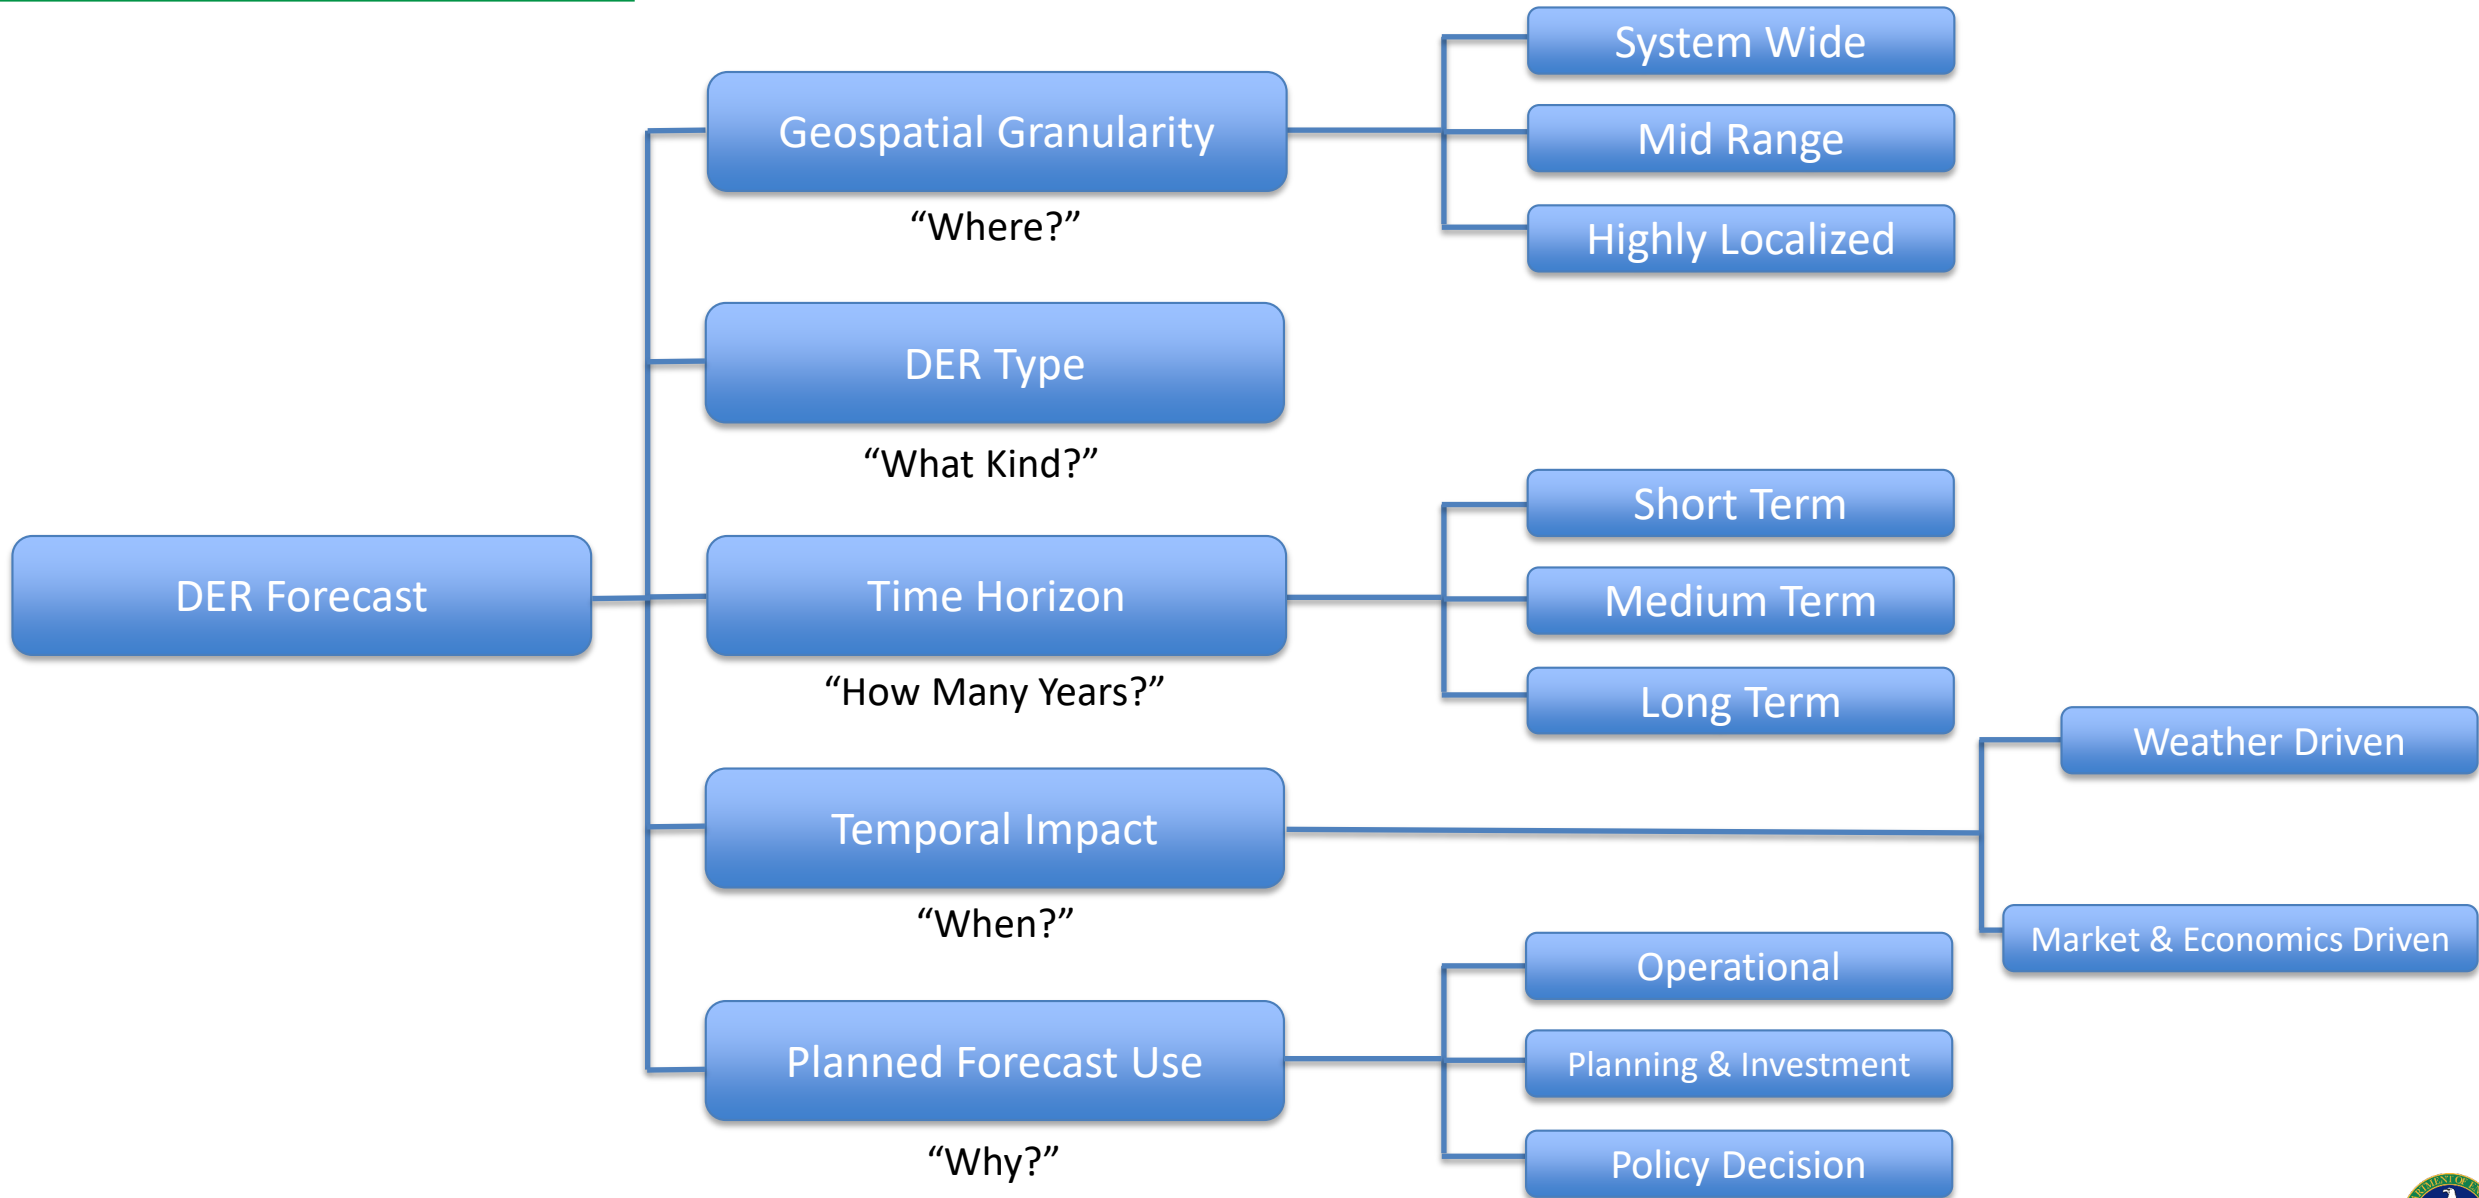 DER Forecast
Geospatial Granularity
“Where?”
System Wide
Mid Range
Highly Localized
DER Type
“What Kind?”
Time Horizon
“How Many Years?”
Short Term
Medium Term
Long Term
Temporal Impact
“When?”
Weather Driven
Market & Economics Driven
Planned Forecast Use
“Why?”
Operational
Planning & Investment
Policy Decision